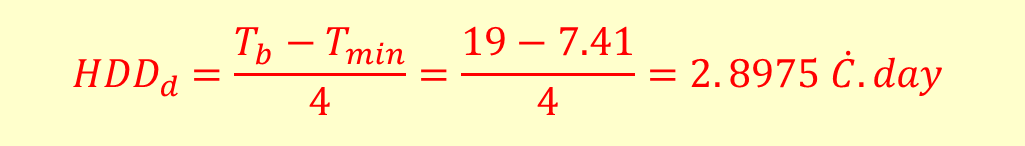 HDD_d = (T_b − T_min)/4 = (19 − 7.41)/4 = 2.8975 Ċ.day